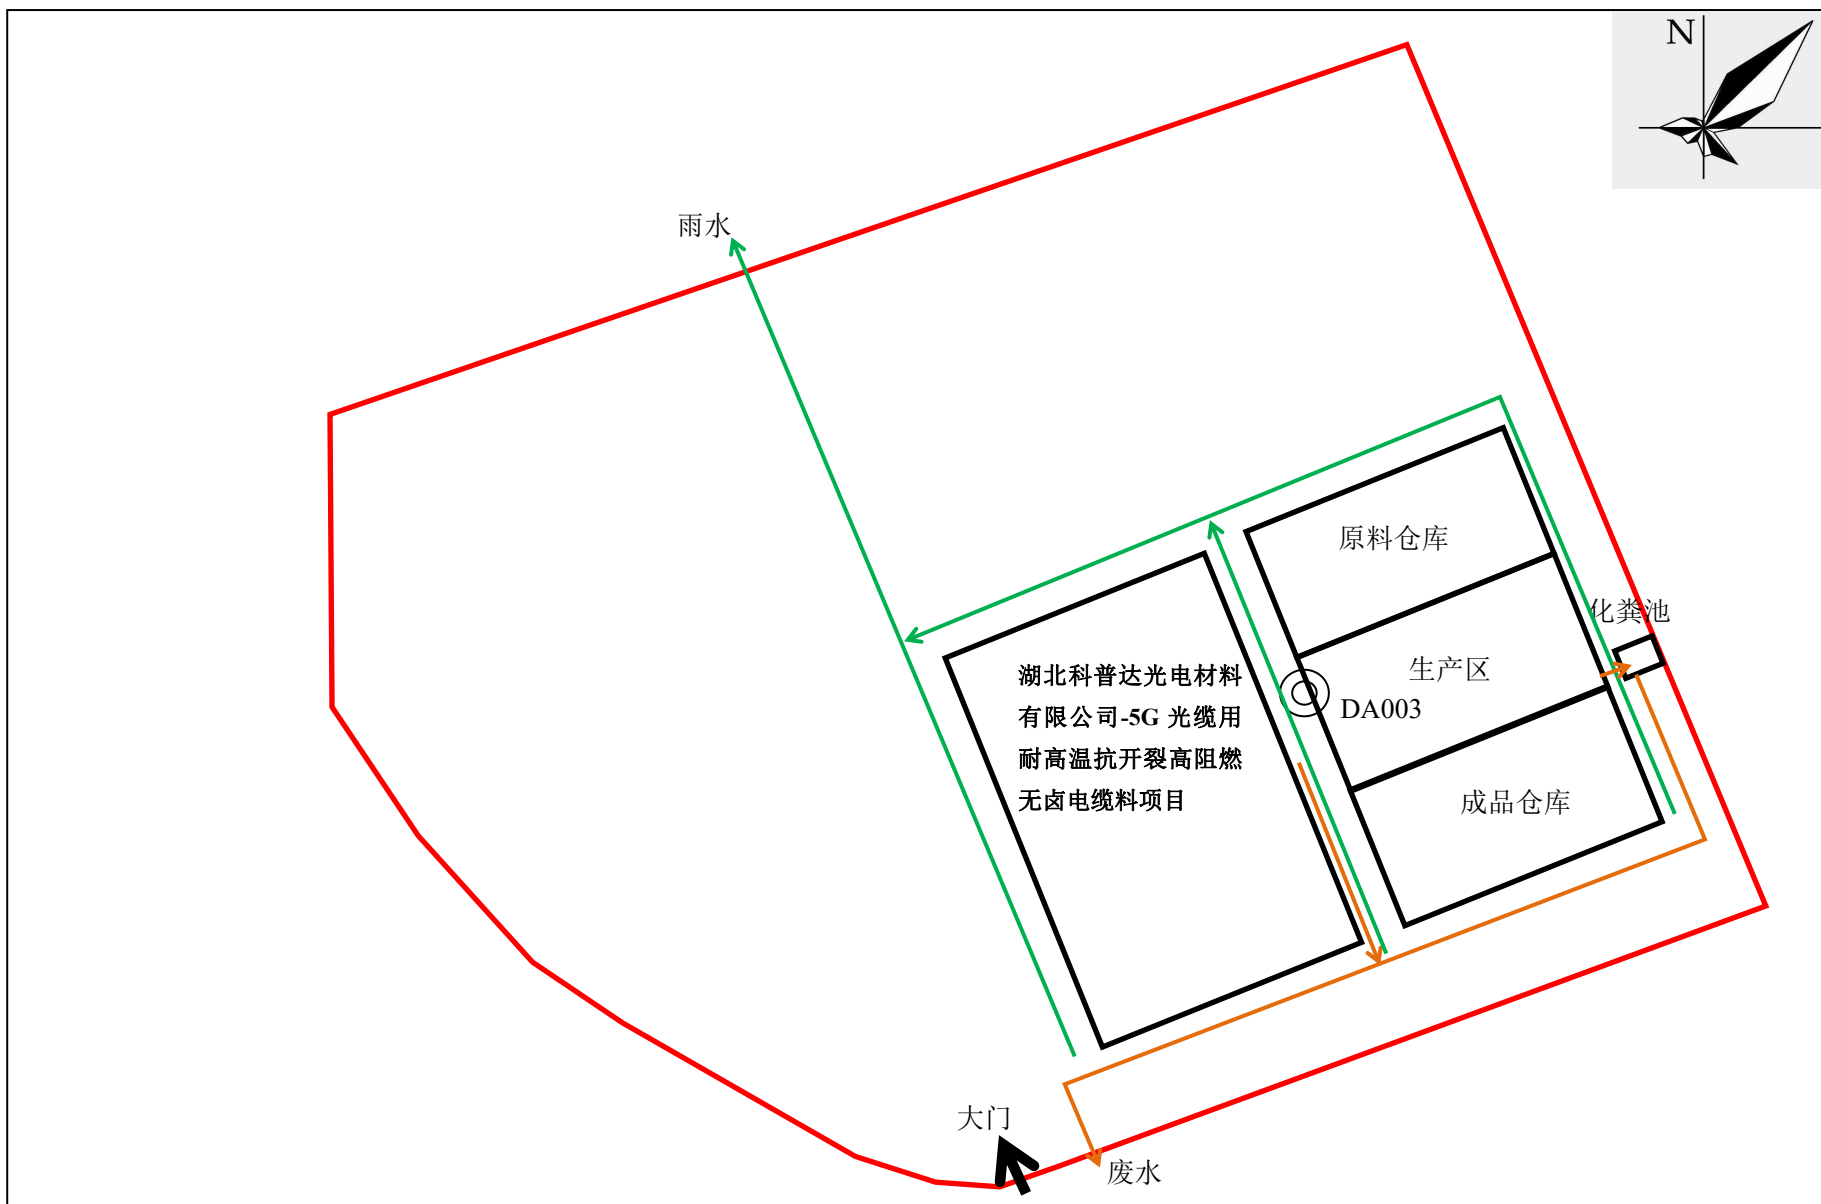 N
雨水
原料仓库
化粪池
生产区
DA003
湖北科普达光电材料
有限公司-5G 光缆用
耐高温抗开裂高阻燃
无卤电缆料项目
成品仓库
大门
废水